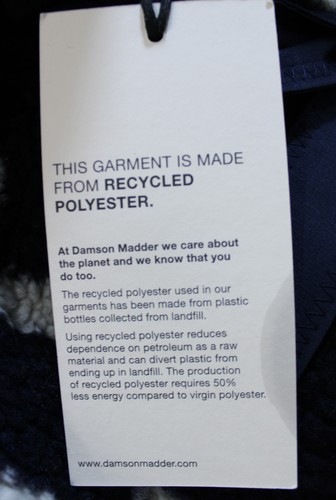 THIS GARMENT IS MADE
FROM RECYCLED
POLYESTER.
At Damson Madder we care about
the planet and we know that you
do too.
The recycled polyester used in our
garments has been made from plastic
bottles collected from landfill.
Using recycled polyester reduces
dependence on petroleum as a raw
material and can divert plastic from
ending up in landfill. The production
of recycled polyester requires 50%
less energy compared to virgin polyester.
www.damsonmadder.com